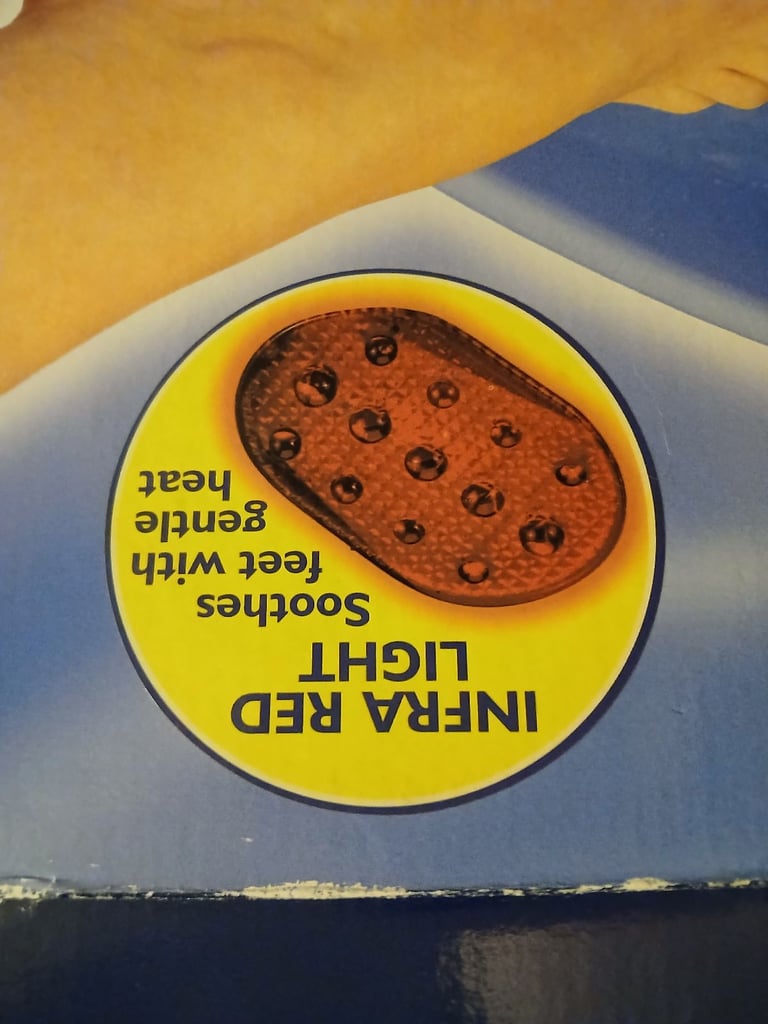 INFRA RED
LIGHT
Soothes
feet with
gentle
heat